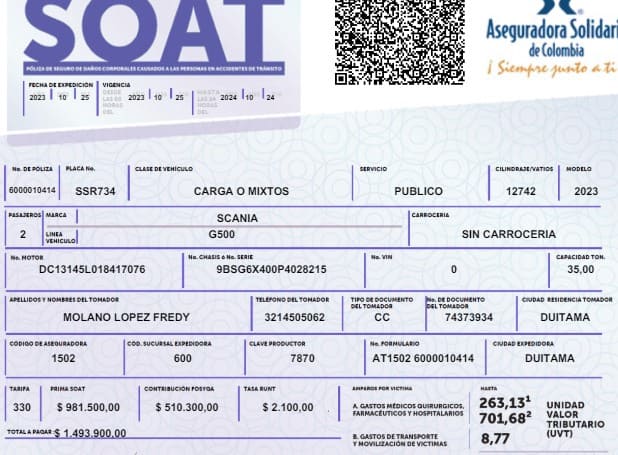 SOAT
Aseguradora Solidari
de Colombia
¡ Siempre junto a ti
PÓLIZA DE SEGURO DE DAÑOS CORPORALES CAUSADOS A LAS PERSONAS EN ACCIDENTES DE TRÁNSITO
FECHA DE EXPEDICIÓN VIGENCIA
2023 10 25 DESDE LAS 00 HORAS DEL 2023 10 25 HASTA LAS 24 HORAS DEL 2024 10 24
No. DE PÓLIZA PLACA No. CLASE DE VEHÍCULO SERVICIO CILINDRAJE/VATIOS MODELO
6000010414 SSR734 CARGA O MIXTOS PUBLICO 12742 2023
PASAJEROS MARCA SCANIA CARROCERIA
2 LINEA VEHICULO G500 SIN CARROCERIA
No. MOTOR No. CHASIS ó No. SERIE No. VIN CAPACIDAD TON.
DC13145L018417076 9BSG6X400P4028215 0 35,00
APELLIDOS Y NOMBRES DEL TOMADOR TELÉFONO DEL TOMADOR TIPO DE DOCUMENTO DEL TOMADOR No. DE DOCUMENTO DEL TOMADOR CIUDAD RESIDENCIA TOMADOR
MOLANO LOPEZ FREDY 3214505062 CC 74373934 DUITAMA
CÓDIGO DE ASEGURADORA COD. SUCURSAL EXPEDIDORA CLAVE PRODUCTOR No. FORMULARIO CIUDAD EXPEDIDORA
1502 600 7870 AT1502 6000010414 DUITAMA
TARIFA PRIMA SOAT CONTRIBUCIÓN FOSYGA TASA RUNT AMPAROS POR VICTIMA HASTA
330 $ 981.500,00 $ 510.300,00 $ 2.100,00 A. GASTOS MÉDICOS QUIRURGICOS, FARMACÉUTICOS Y HOSPITALARIOS 263,13¹ 701,68² UNIDAD VALOR TRIBUTARIO (UVT)
TOTAL A PAGAR: $ 1.493.900,00 B. GASTOS DE TRANSPORTE Y MOVILIZACIÓN DE VICTIMAS 8,77